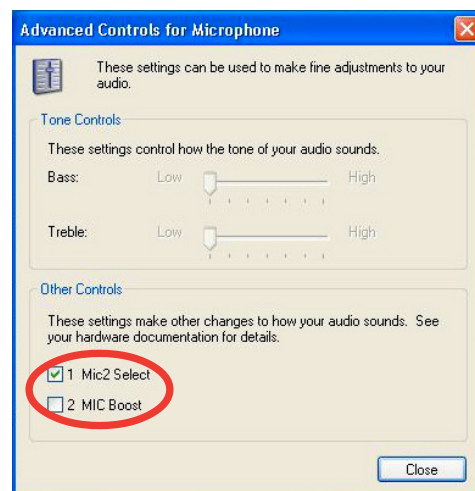 Advanced Controls for Microphone
These settings can be used to make fine adjustments to your
audio.
Tone Controls
These settings control how the tone of your audio sounds.
Bass: Low High
Treble: Low High
Other Controls
These settings make other changes to how your audio sounds. See
your hardware documentation for details.
1 Mic2 Select
2 MIC Boost
Close